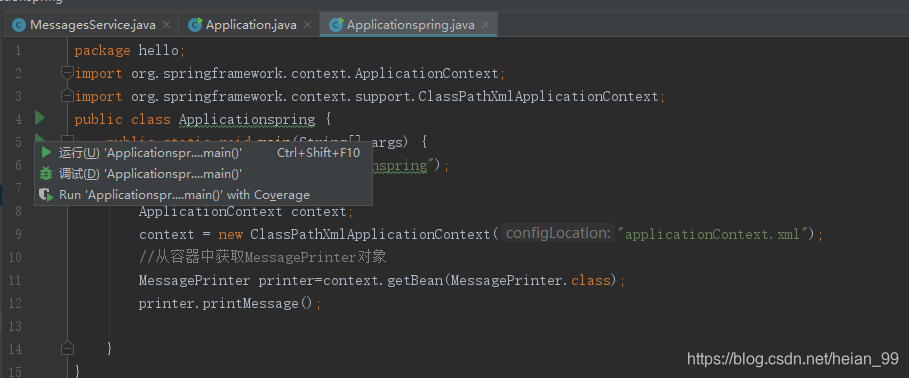 ationspring
MessagesService.java × Application.java × Applicationspring.java ×
1 package hello;
2 import org.springframework.context.ApplicationContext;
3 import org.springframework.context.support.ClassPathXmlApplicationContext;
4 public class Applicationspring {
5 main(String[] args) {
运行(U) 'Applicationspr....main()' Ctrl+Shift+F10
6 nspring");
调试(D) 'Applicationspr....main()'
7
Run 'Applicationspr....main()' with Coverage
8 ApplicationContext context;
9 context = new ClassPathXmlApplicationContext( configLocation: "applicationContext.xml");
10 //从容器中获取MessagePrinter对象
11 MessagePrinter printer=context.getBean(MessagePrinter.class);
12 printer.printMessage();
13
14 }
15 }
https://blog.csdn.net/heian_99